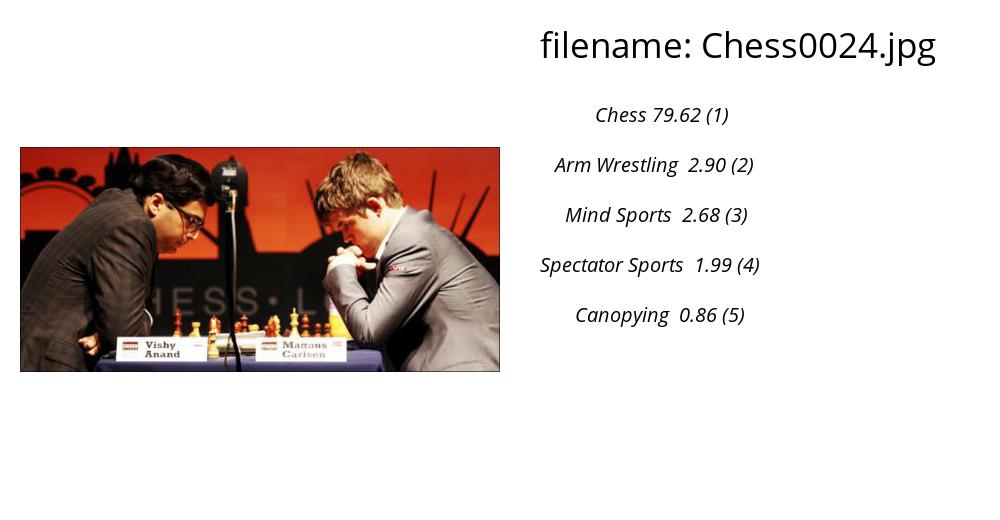 filename: Chess0024.jpg
Chess 79.62 (1)
Arm Wrestling 2.90 (2)
Mind Sports 2.68 (3)
Spectator Sports 1.99 (4)
Canopying 0.86 (5)
HESS · L
Vishy
Anand
Magnus
Carlsen